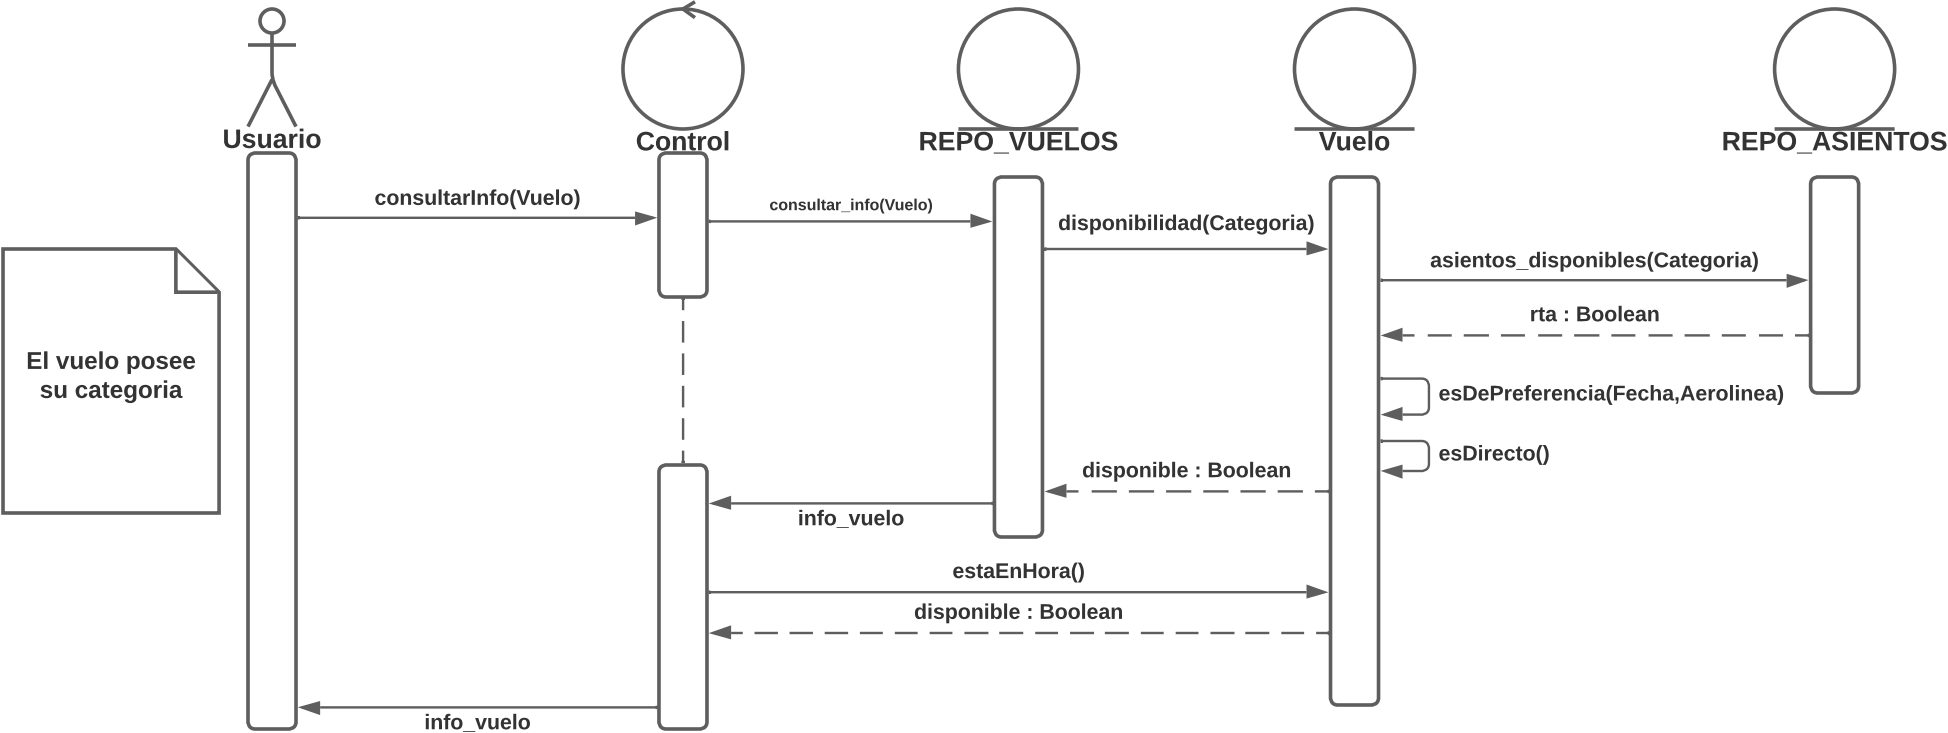 Usuario
Control
REPO_VUELOS
Vuelo
REPO_ASIENTOS
consultarInfo(Vuelo)
consultar_info(Vuelo)
disponibilidad(Categoria)
asientos_disponibles(Categoria)
rta : Boolean
El vuelo posee
su categoria
esDePreferencia(Fecha,Aerolinea)
esDirecto()
disponible : Boolean
info_vuelo
estaEnHora()
disponible : Boolean
info_vuelo